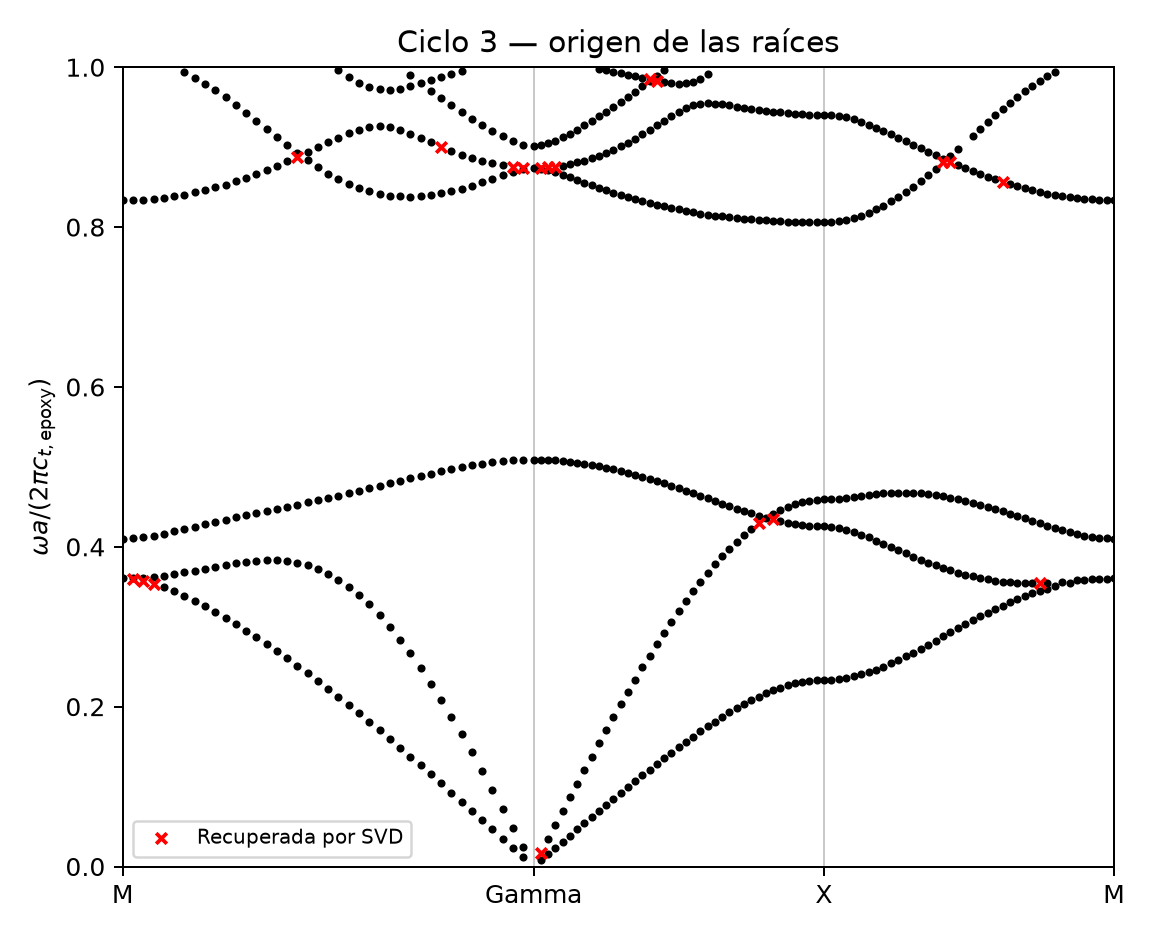 Ciclo 3 — origen de las raíces
1.0
0.8
0.6
0.4
0.2
0.0
ωa/(2πc_{t, epoxy})
Recuperada por SVD
M Gamma X M